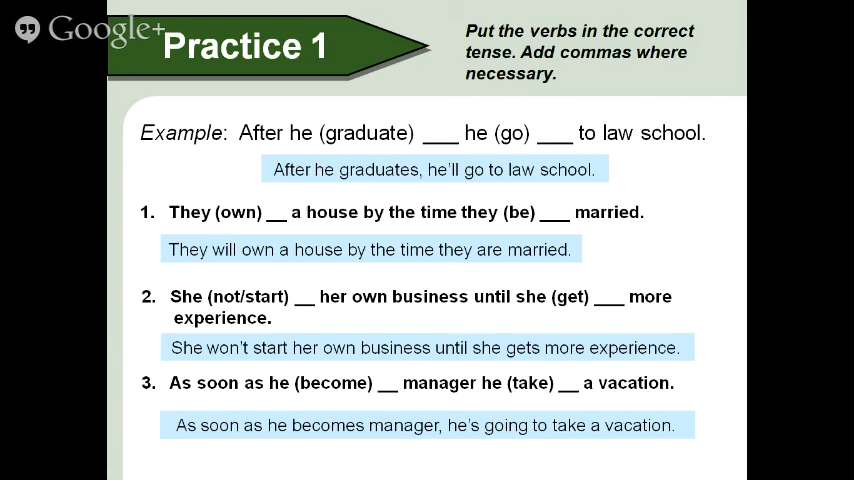 Google+
Practice 1
Put the verbs in the correct
tense. Add commas where
necessary.
Example: After he (graduate) ___ he (go) ___ to law school.
After he graduates, he'll go to law school.
1. They (own) __ a house by the time they (be) ___ married.
They will own a house by the time they are married.
2. She (not/start) __ her own business until she (get) ___ more
experience.
She won't start her own business until she gets more experience.
3. As soon as he (become) __ manager he (take) __ a vacation.
As soon as he becomes manager, he's going to take a vacation.